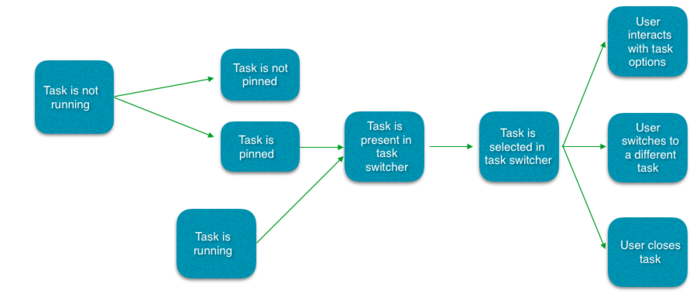 Task is not
running
Task is not
pinned
Task is
pinned
Task is
running
Task is
present in
task
switcher
Task is
selected in
task switcher
User
interacts
with task
options
User
switches to
a different
task
User closes
task